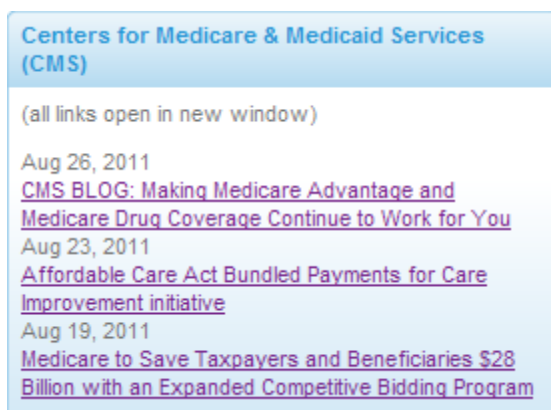 Centers for Medicare & Medicaid Services
(CMS)
(all links open in new window)
Aug 26, 2011
CMS BLOG: Making Medicare Advantage and
Medicare Drug Coverage Continue to Work for You
Aug 23, 2011
Affordable Care Act Bundled Payments for Care
Improvement initiative
Aug 19, 2011
Medicare to Save Taxpayers and Beneficiaries $28
Billion with an Expanded Competitive Bidding Program